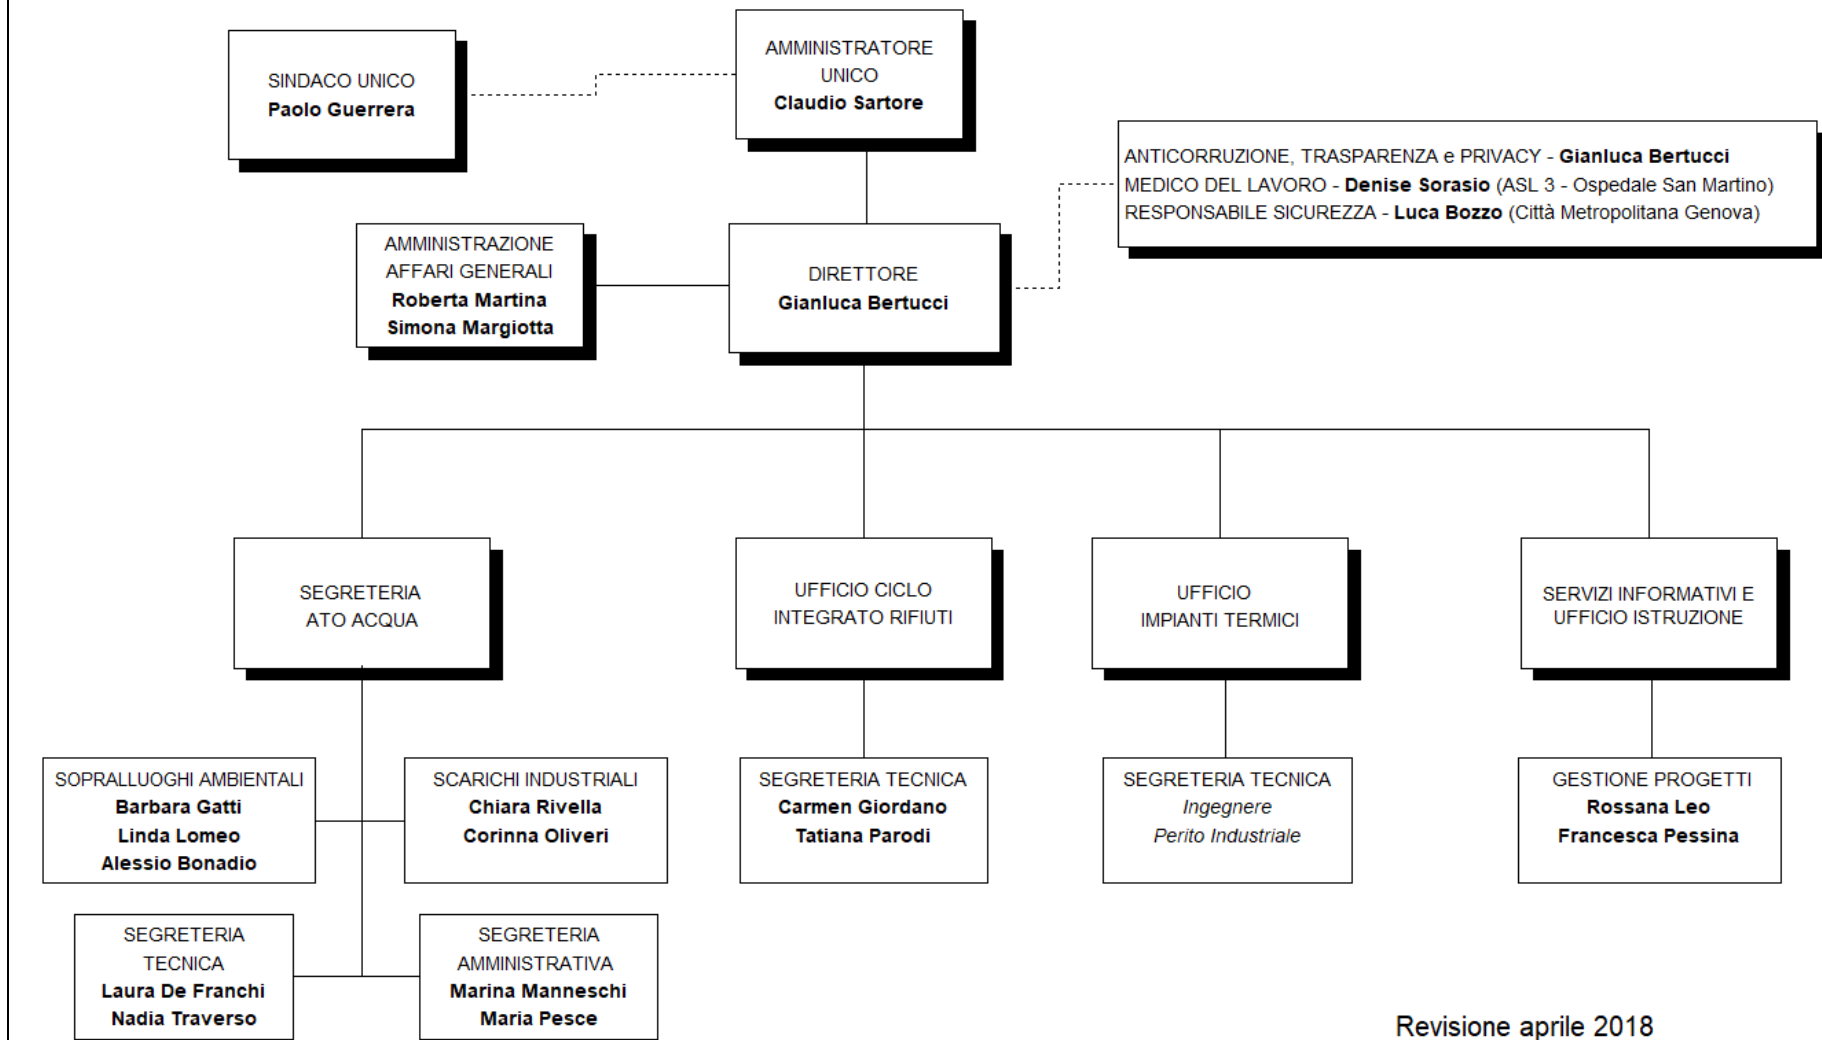 AMMINISTRATORE
UNICO
Claudio Sartore
SINDACO UNICO
Paolo Guerrera
ANTICORRUZIONE, TRASPARENZA e PRIVACY - Gianluca Bertucci
MEDICO DEL LAVORO - Denise Sorasio (ASL 3 - Ospedale San Martino)
RESPONSABILE SICUREZZA - Luca Bozzo (Città Metropolitana Genova)
AMMINISTRAZIONE
AFFARI GENERALI
Roberta Martina
Simona Margiotta
DIRETTORE
Gianluca Bertucci
SEGRETERIA
ATO ACQUA
UFFICIO CICLO
INTEGRATO RIFIUTI
UFFICIO
IMPIANTI TERMICI
SERVIZI INFORMATIVI E
UFFICIO ISTRUZIONE
SOPRALLUOGHI AMBIENTALI
Barbara Gatti
Linda Lomeo
Alessio Bonadio
SCARICHI INDUSTRIALI
Chiara Rivella
Corinna Oliveri
SEGRETERIA TECNICA
Carmen Giordano
Tatiana Parodi
SEGRETERIA TECNICA
Ingegnere
Perito Industriale
GESTIONE PROGETTI
Rossana Leo
Francesca Pessina
SEGRETERIA
TECNICA
Laura De Franchi
Nadia Traverso
SEGRETERIA
AMMINISTRATIVA
Marina Manneschi
Maria Pesce
Revisione aprile 2018